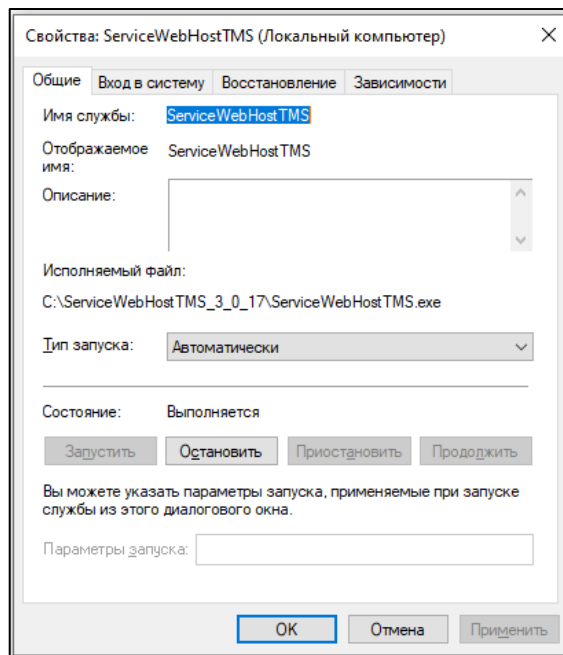 Свойства: ServiceWebHostTMS (Локальный компьютер)
Общие Вход в систему Восстановление Зависимости
Имя службы: ServiceWebHostTMS
Отображаемое
имя: ServiceWebHostTMS
Описание:
Исполняемый файл:
C:\ServiceWebHostTMS_3_0_17\ServiceWebHostTMS.exe
Тип запуска: Автоматически
Состояние: Выполняется
Запустить Остановить Приостановить Продолжить
Вы можете указать параметры запуска, применяемые при запуске
службы из этого диалогового окна.
Параметры запуска:
OK Отмена Применить